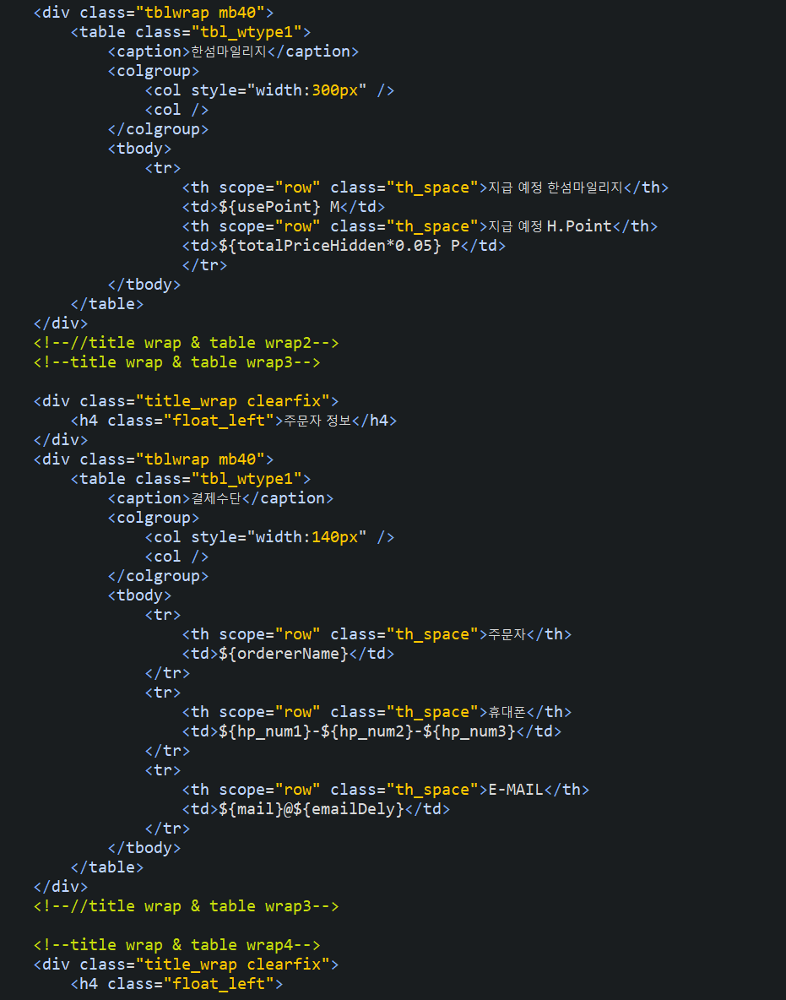 <div class="tblwrap mb40">
    <table class="tbl_wtype1">
        <caption>한섬마일리지</caption>
        <colgroup>
            <col style="width:300px" />
            <col />
        </colgroup>
        <tbody>
            <tr>
                <th scope="row" class="th_space">지급 예정 한섬마일리지</th>
                <td>${usePoint} M</td>
                <th scope="row" class="th_space">지급 예정 H.Point</th>
                <td>${totalPriceHidden*0.05} P</td>
                </tr>
        </tbody>
    </table>
</div>
<!--//title wrap & table wrap2-->
<!--title wrap & table wrap3-->

<div class="title_wrap clearfix">
    <h4 class="float_left">주문자 정보</h4>
</div>
<div class="tblwrap mb40">
    <table class="tbl_wtype1">
        <caption>결제수단</caption>
        <colgroup>
            <col style="width:140px" />
            <col />
        </colgroup>
        <tbody>
            <tr>
                <th scope="row" class="th_space">주문자</th>
                <td>${ordererName}</td>
            </tr>
            <tr>
                <th scope="row" class="th_space">휴대폰</th>
                <td>${hp_num1}-${hp_num2}-${hp_num3}</td>
            </tr>
            <tr>
                <th scope="row" class="th_space">E-MAIL</th>
                <td>${mail}@${emailDely}</td>
            </tr>
        </tbody>
    </table>
</div>
<!--//title wrap & table wrap3-->

<!--title wrap & table wrap4-->
<div class="title_wrap clearfix">
    <h4 class="float_left">